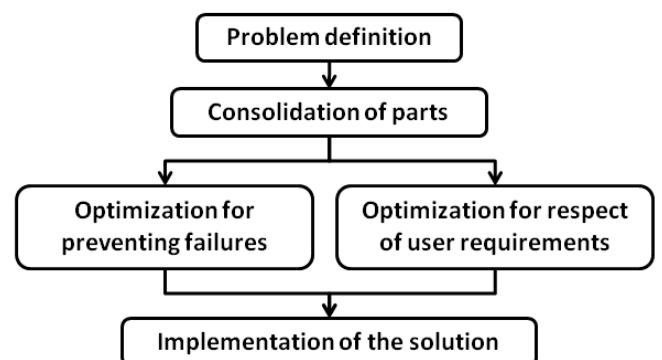 Problem definition
Consolidation of parts
Optimization for
preventing failures
Optimization for respect
of user requirements
Implementation of the solution